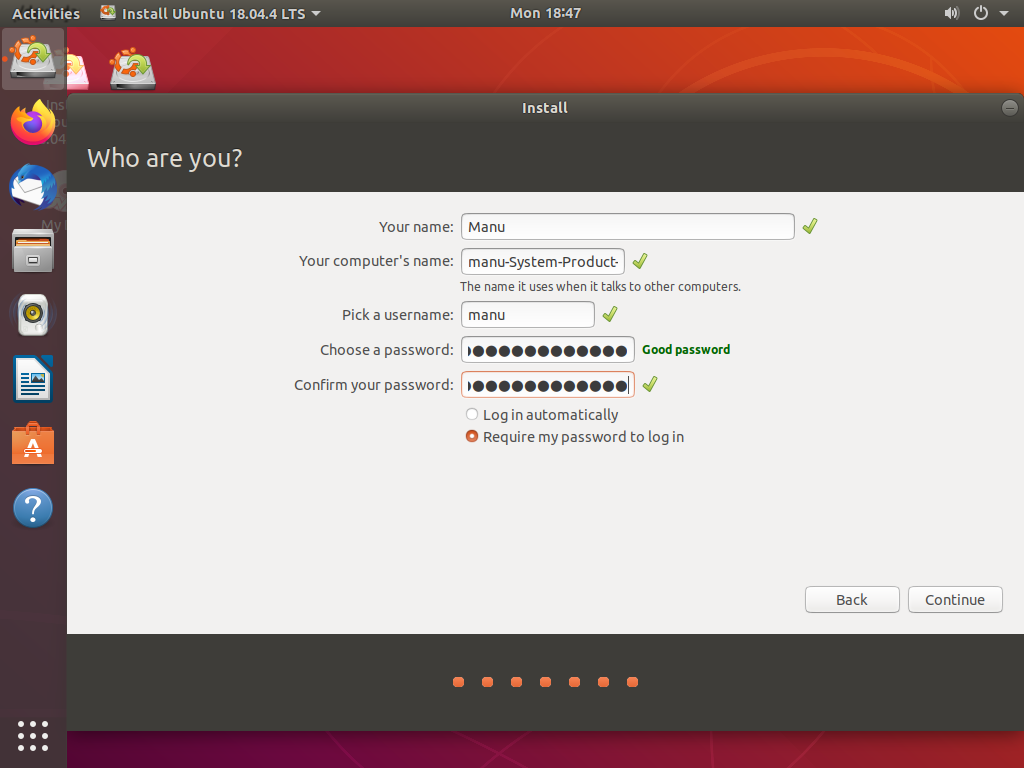 Activities Install Ubuntu 18.04.4 LTS Mon 18:47
Install
Who are you?
Your name: Manu
Your computer's name: manu-System-Product-
The name it uses when it talks to other computers.
Pick a username: manu
Choose a password: ●●●●●●●●●●●●● Good password
Confirm your password: ●●●●●●●●●●●●●
Log in automatically
Require my password to log in
Back Continue